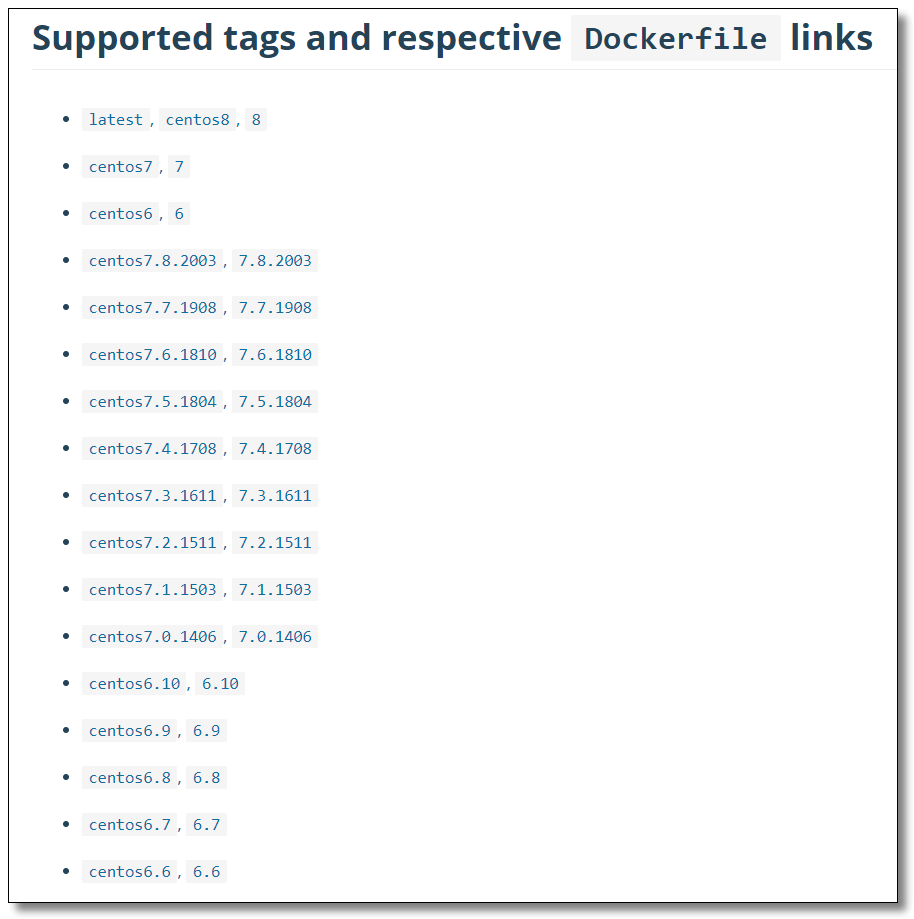 Supported tags and respective Dockerfile links
latest, centos8, 8
centos7, 7
centos6, 6
centos7.8.2003, 7.8.2003
centos7.7.1908, 7.7.1908
centos7.6.1810, 7.6.1810
centos7.5.1804, 7.5.1804
centos7.4.1708, 7.4.1708
centos7.3.1611, 7.3.1611
centos7.2.1511, 7.2.1511
centos7.1.1503, 7.1.1503
centos7.0.1406, 7.0.1406
centos6.10, 6.10
centos6.9, 6.9
centos6.8, 6.8
centos6.7, 6.7
centos6.6, 6.6